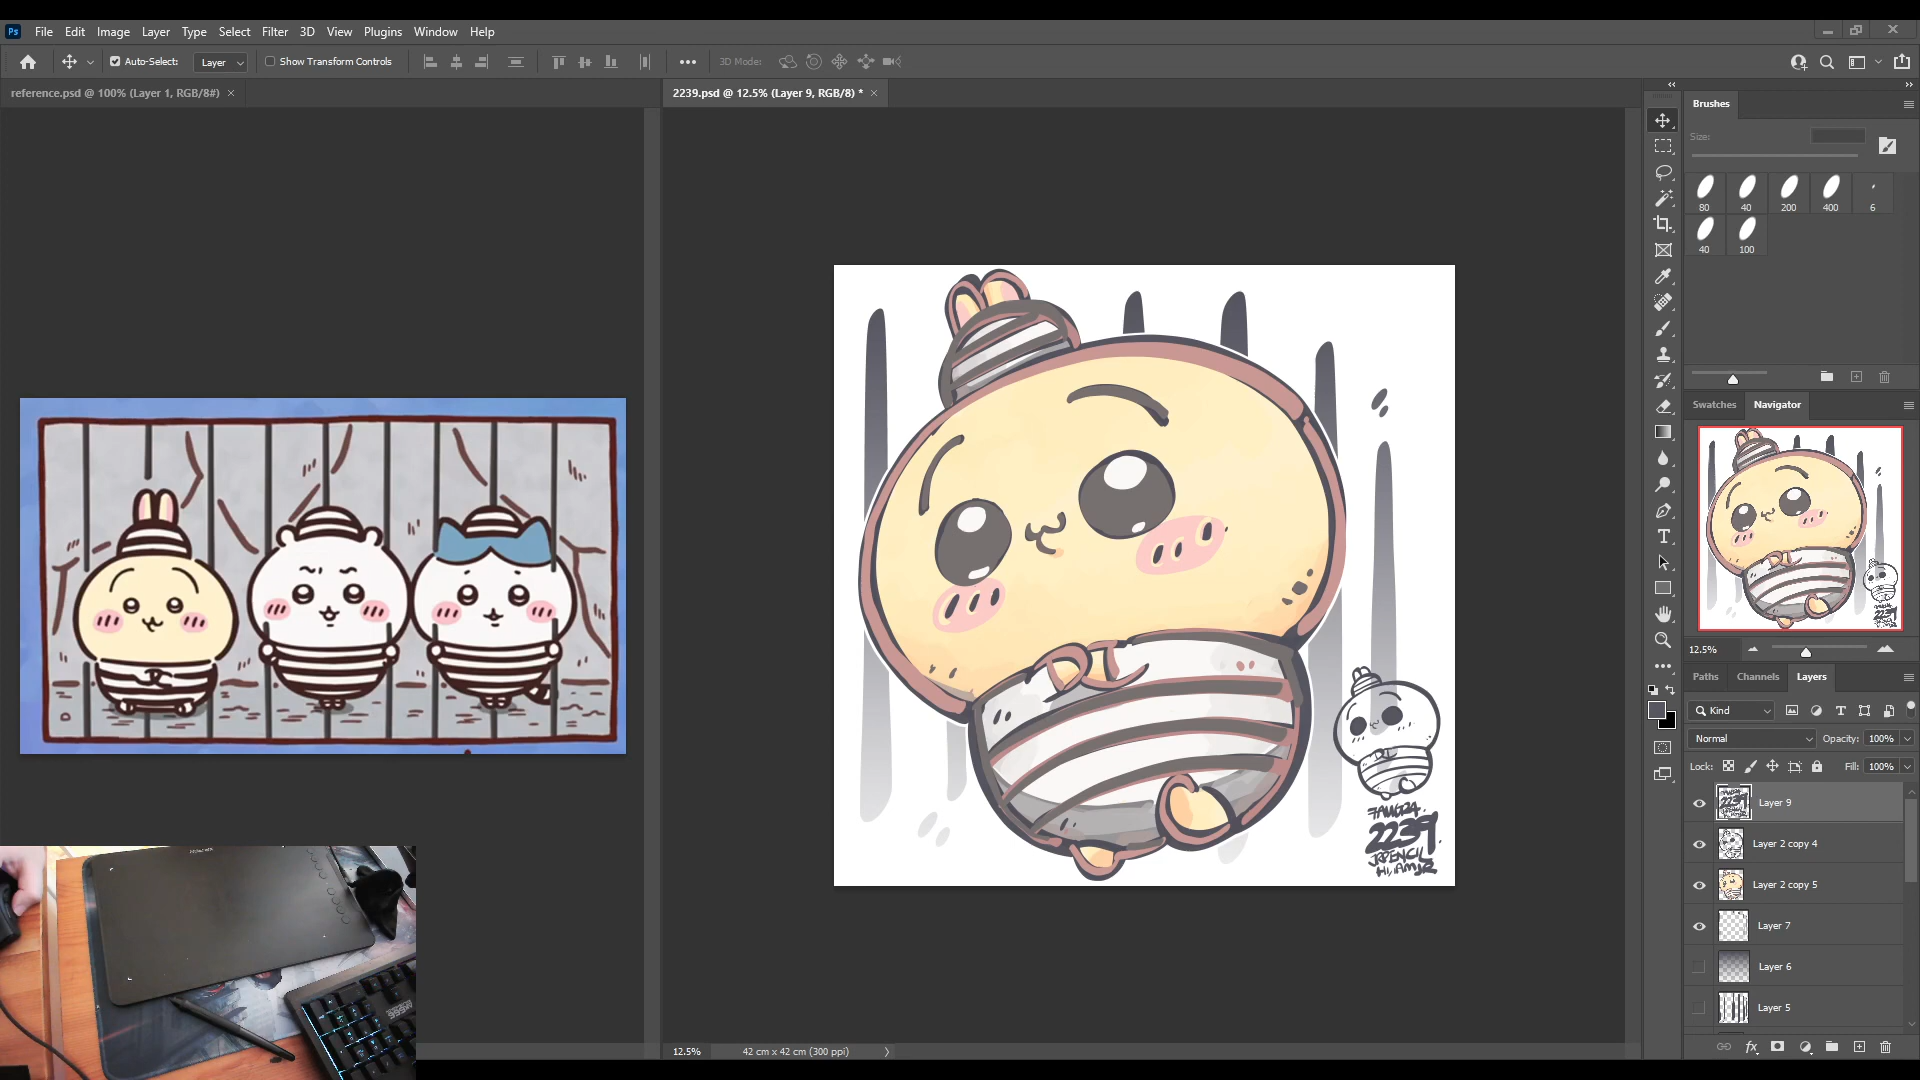 Ps File Edit Image Layer Type Select Filter 3D View Plugins Window Help
Auto-Select: Layer Show Transform Controls 3D Mode:
reference.psd @ 100% (Layer 1, RGB/8#) ×
2239.psd @ 12.5% (Layer 9, RGB/8) * ×
Brushes
Size:
80 40 200 400 6
40 100
Swatches Navigator
12.5%
Paths Channels Layers
Kind
Normal Opacity: 100%
Lock: Fill: 100%
Layer 9
Layer 2 copy 4
Layer 2 copy 5
Layer 7
Layer 6
Layer 5
2239
JRPENCIL
HI, IAMJR
12.5% 42 cm x 42 cm (300 ppi)